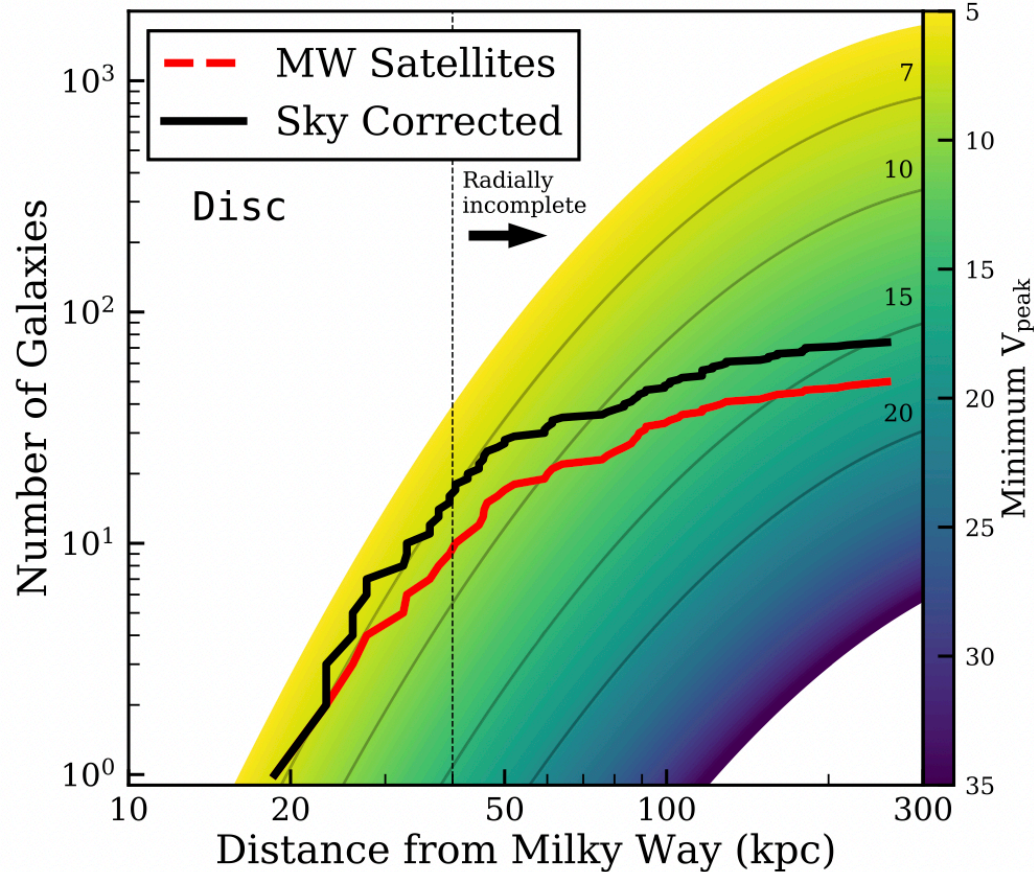 MW Satellites
Sky Corrected
Disc
Radially
incomplete
Number of Galaxies
10³
10²
10¹
10⁰
10
20
50
100
300
Distance from Milky Way (kpc)
7
10
15
20
5
10
15
20
25
30
35
Minimum V_peak